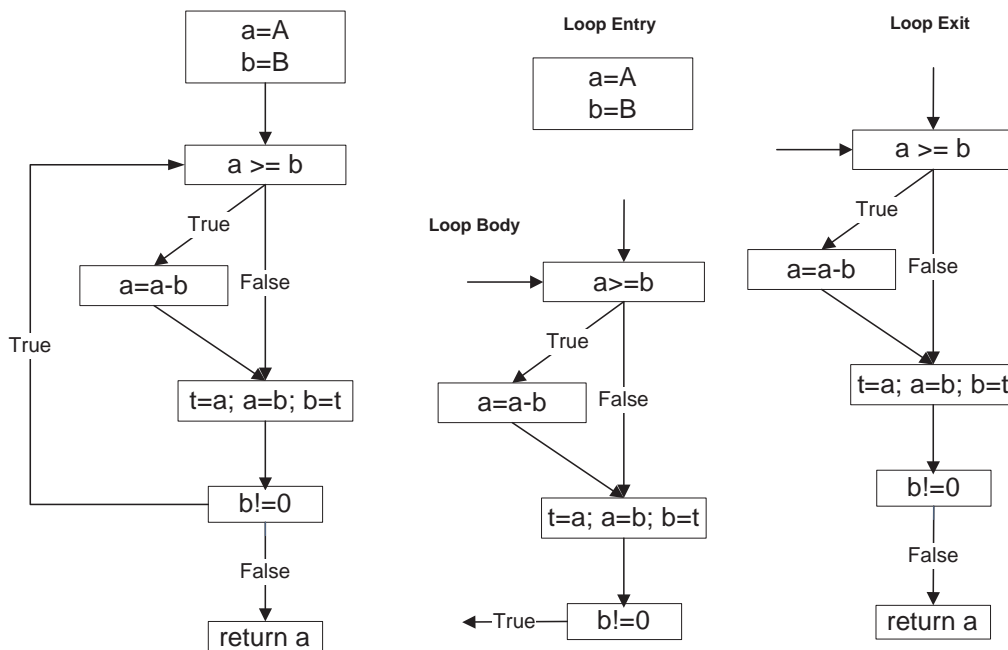 a=A
b=B
a >= b
True
a=a-b
False
True
t=a; a=b; b=t
b!=0
False
return a
Loop Entry
a=A
b=B
Loop Body
a>=b
True
a=a-b
False
t=a; a=b; b=t
True
b!=0
Loop Exit
a >= b
True
a=a-b
False
t=a; a=b; b=t
b!=0
False
return a